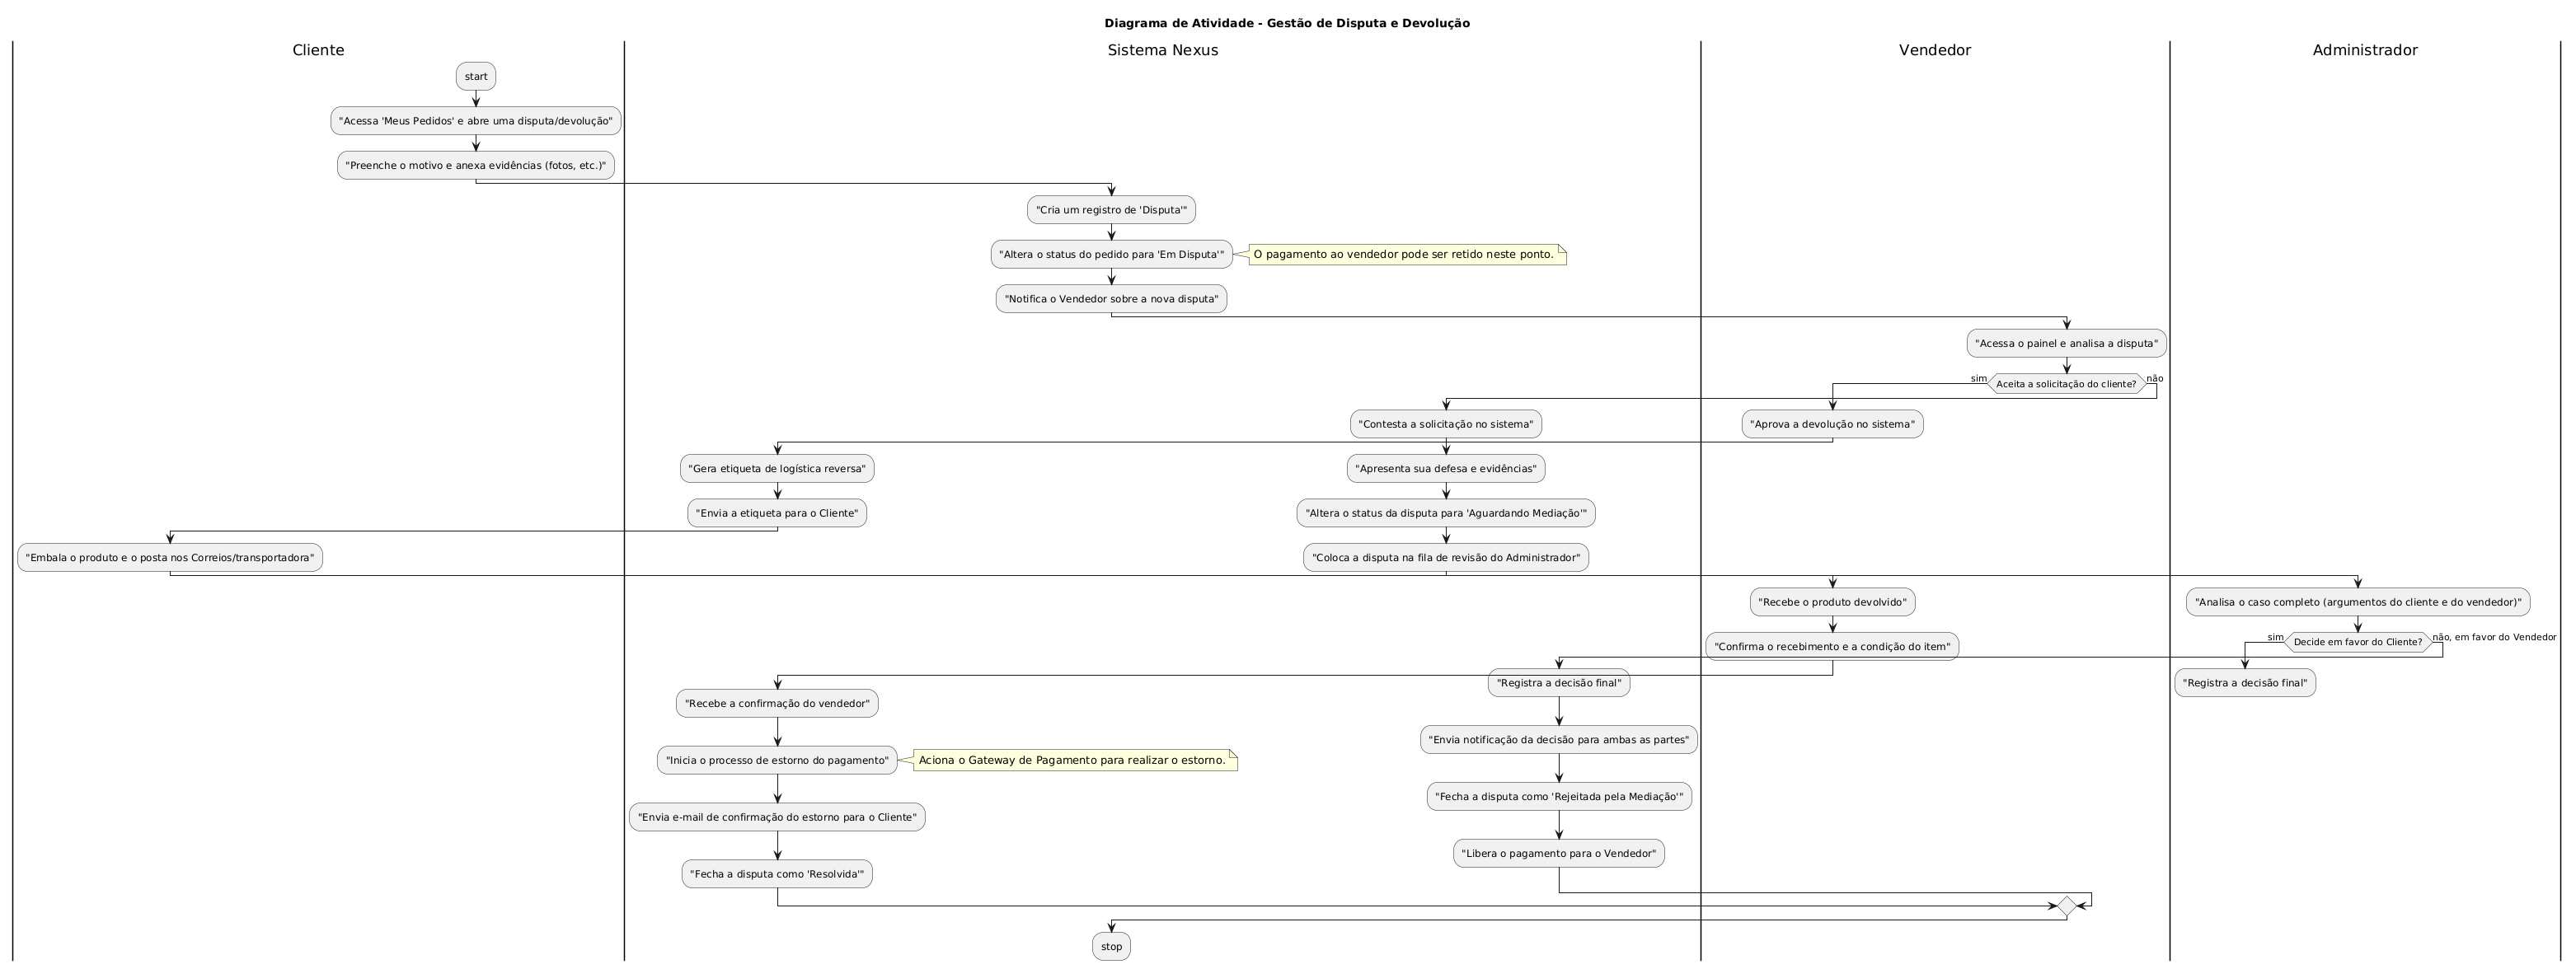 Diagrama de Atividade - Gestão de Disputa e Devolução
Cliente
Sistema Nexus
Vendedor
Administrador
start
"Acessa 'Meus Pedidos' e abre uma disputa/devolução"
"Preenche o motivo e anexa evidências (fotos, etc.)"
"Cria um registro de 'Disputa'"
"Altera o status do pedido para 'Em Disputa'"
O pagamento ao vendedor pode ser retido neste ponto.
"Notifica o Vendedor sobre a nova disputa"
"Acessa o painel e analisa a disputa"
sim
Aceita a solicitação do cliente?
não
"Contesta a solicitação no sistema"
"Aprova a devolução no sistema"
"Gera etiqueta de logística reversa"
"Apresenta sua defesa e evidências"
"Envia a etiqueta para o Cliente"
"Altera o status da disputa para 'Aguardando Mediação'"
"Embala o produto e o posta nos Correios/transportadora"
"Coloca a disputa na fila de revisão do Administrador"
"Recebe o produto devolvido"
"Analisa o caso completo (argumentos do cliente e do vendedor)"
sim
Decide em favor do Cliente?
não, em favor do Vendedor
"Confirma o recebimento e a condição do item"
"Registra a decisão final"
"Registra a decisão final"
"Recebe a confirmação do vendedor"
"Envia notificação da decisão para ambas as partes"
"Inicia o processo de estorno do pagamento"
Aciona o Gateway de Pagamento para realizar o estorno.
"Fecha a disputa como 'Rejeitada pela Mediação'"
"Envia e-mail de confirmação do estorno para o Cliente"
"Libera o pagamento para o Vendedor"
"Fecha a disputa como 'Resolvida'"
stop